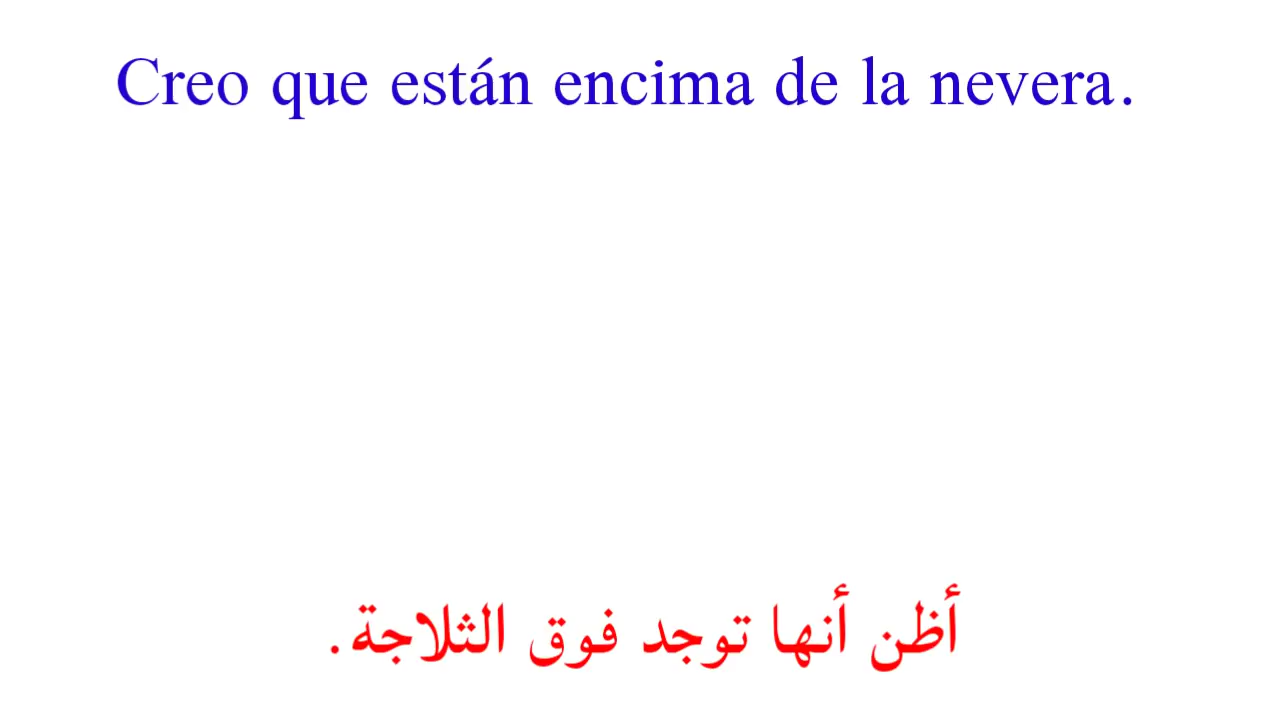 Creo que están encima de la nevera.
أظن أنها توجد فوق الثلاجة.